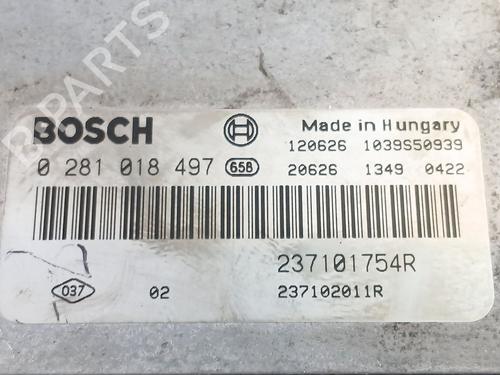 B-PARTS
BOSCH
Made in Hungary
120626 1039S50939
0 281 018 497 658
20626 1349 0422
237101754R
037 02 237102011R